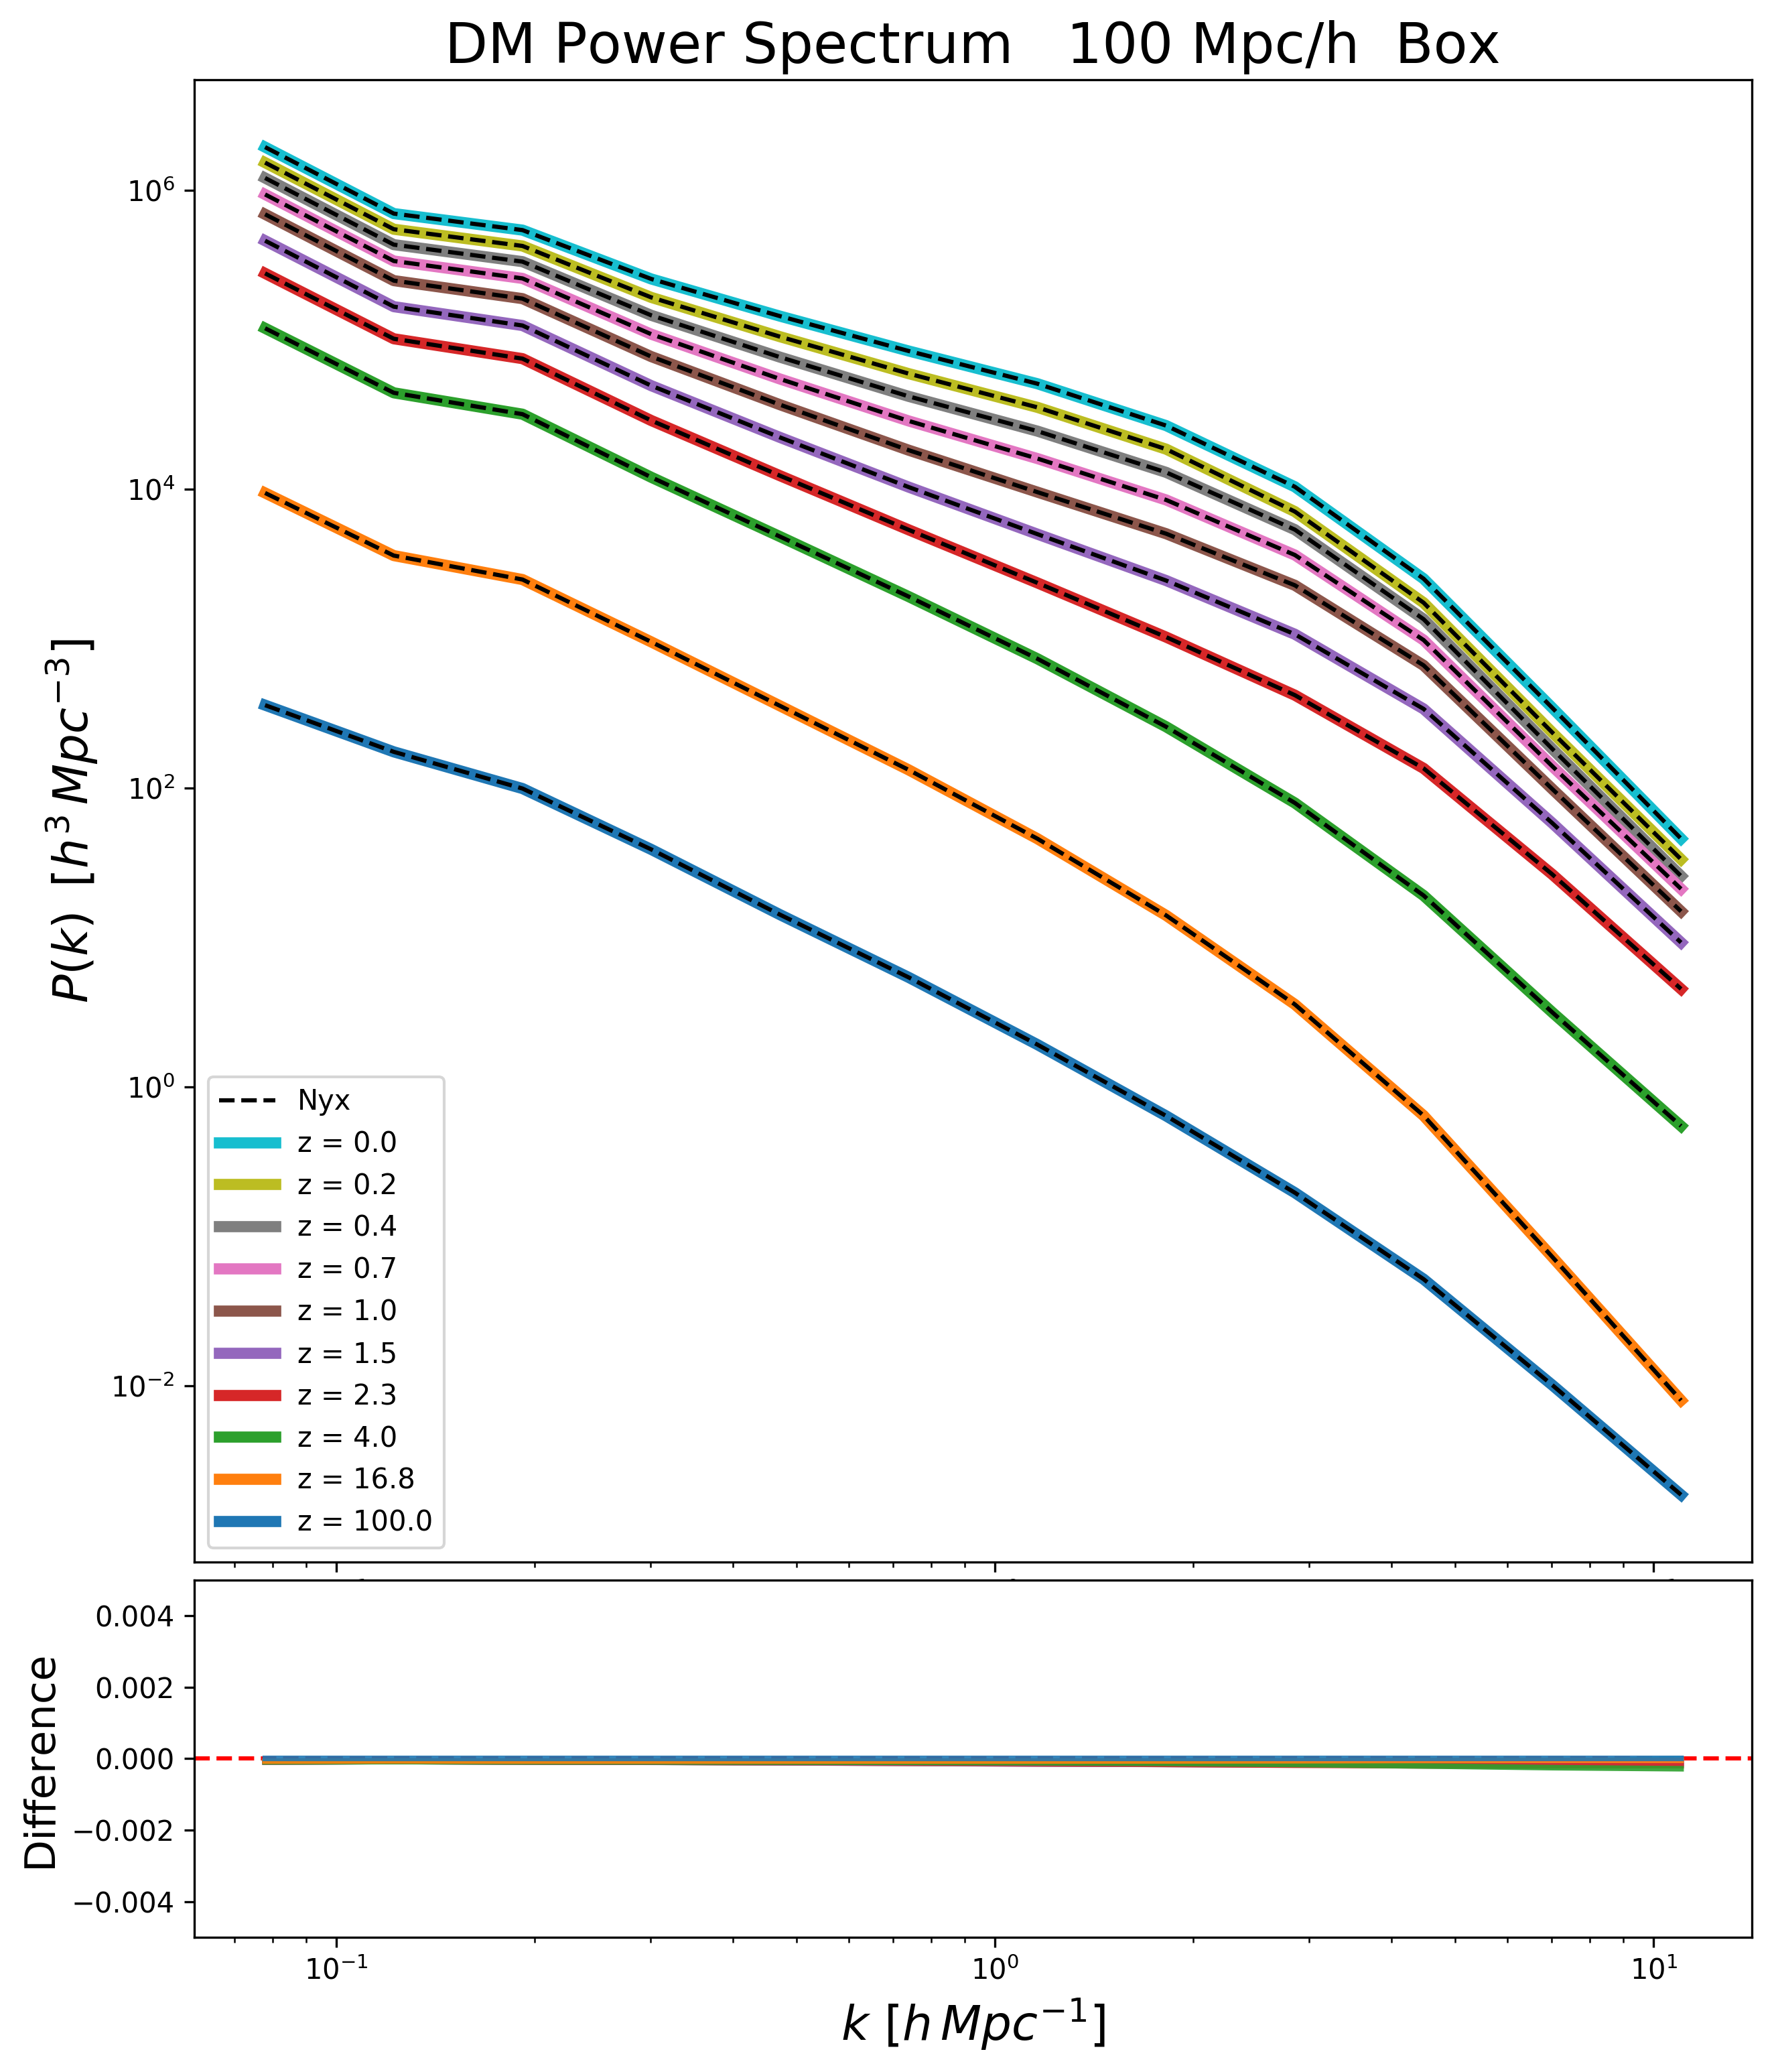 DM Power Spectrum   100 Mpc/h  Box
10^6
10^4
10^2
10^0
10^−2
P(k) [h^3 Mpc^−3]
Nyx
z = 0.0
z = 0.2
z = 0.4
z = 0.7
z = 1.0
z = 1.5
z = 2.3
z = 4.0
z = 16.8
z = 100.0
0.004
0.002
0.000
−0.002
−0.004
Difference
10^−1 10^0 10^1
k [h Mpc^−1]